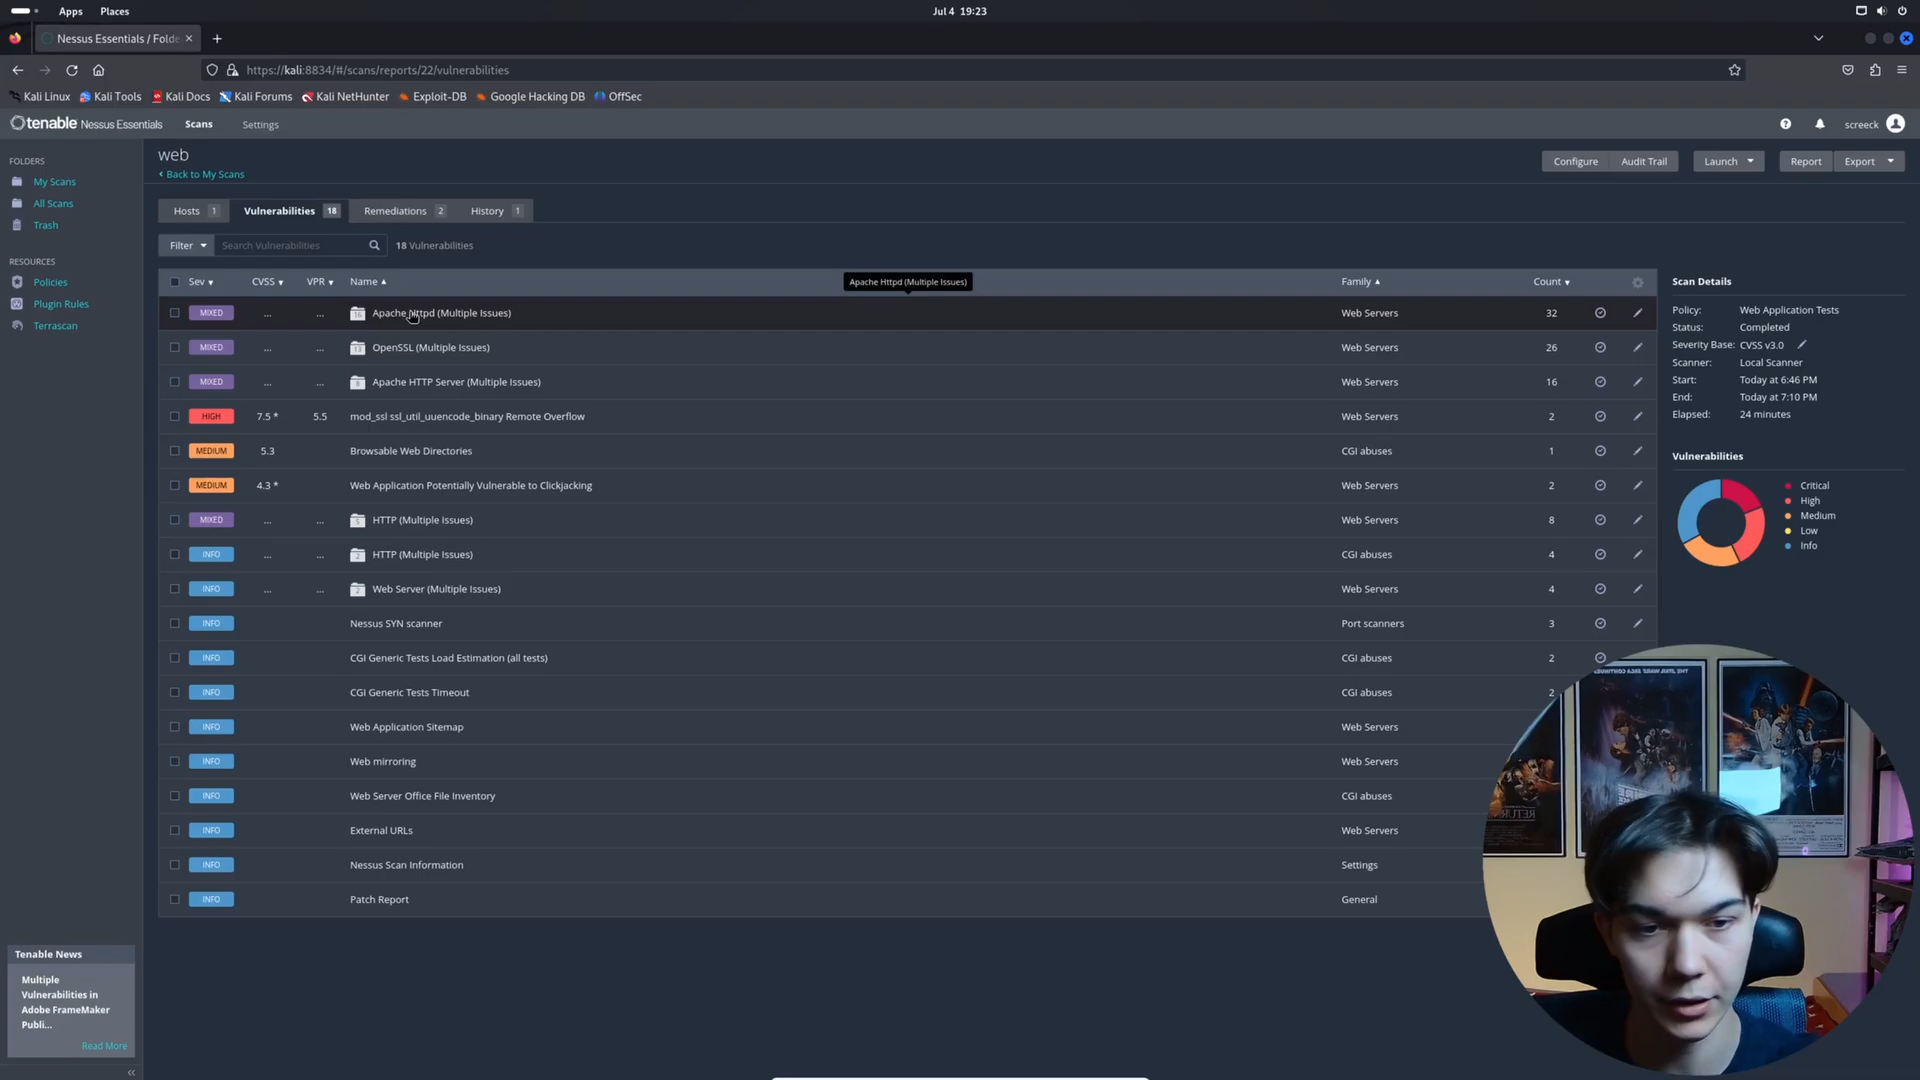 Apps Places Jul 4 19:23
Nessus Essentials / Folde
https://kali:8834/#/scans/reports/22/vulnerabilities
Kali Linux Kali Tools Kali Docs Kali Forums Kali NetHunter Exploit-DB Google Hacking DB OffSec
tenable Nessus Essentials Scans Settings screeck
FOLDERS
My Scans
All Scans
Trash
RESOURCES
Policies
Plugin Rules
Terrascan
web
Back to My Scans
Configure Audit Trail Launch Report Export
Hosts 1 Vulnerabilities 18 Remediations 2 History 1
Filter Search Vulnerabilities 18 Vulnerabilities
Sev CVSS VPR Name Family Count
Apache Httpd (Multiple Issues)
MIXED ... ... 16 Apache Httpd (Multiple Issues) Web Servers 32
MIXED ... ... 13 OpenSSL (Multiple Issues) Web Servers 26
MIXED ... ... 8 Apache HTTP Server (Multiple Issues) Web Servers 16
HIGH 7.5 * 5.5 mod_ssl ssl_util_uuencode_binary Remote Overflow Web Servers 2
MEDIUM 5.3 Browsable Web Directories CGI abuses 1
MEDIUM 4.3 * Web Application Potentially Vulnerable to Clickjacking Web Servers 2
MIXED ... ... 5 HTTP (Multiple Issues) Web Servers 8
INFO ... ... 2 HTTP (Multiple Issues) CGI abuses 4
INFO ... ... 2 Web Server (Multiple Issues) Web Servers 4
INFO Nessus SYN scanner Port scanners 3
INFO CGI Generic Tests Load Estimation (all tests) CGI abuses 2
INFO CGI Generic Tests Timeout CGI abuses 2
INFO Web Application Sitemap Web Servers
INFO Web mirroring Web Servers
INFO Web Server Office File Inventory CGI abuses
INFO External URLs Web Servers
INFO Nessus Scan Information Settings
INFO Patch Report General
Scan Details
Policy: Web Application Tests
Status: Completed
Severity Base: CVSS v3.0
Scanner: Local Scanner
Start: Today at 6:46 PM
End: Today at 7:10 PM
Elapsed: 24 minutes
Vulnerabilities
Critical
High
Medium
Low
Info
Tenable News
Multiple
Vulnerabilities in
Adobe FrameMaker
Publi...
Read More